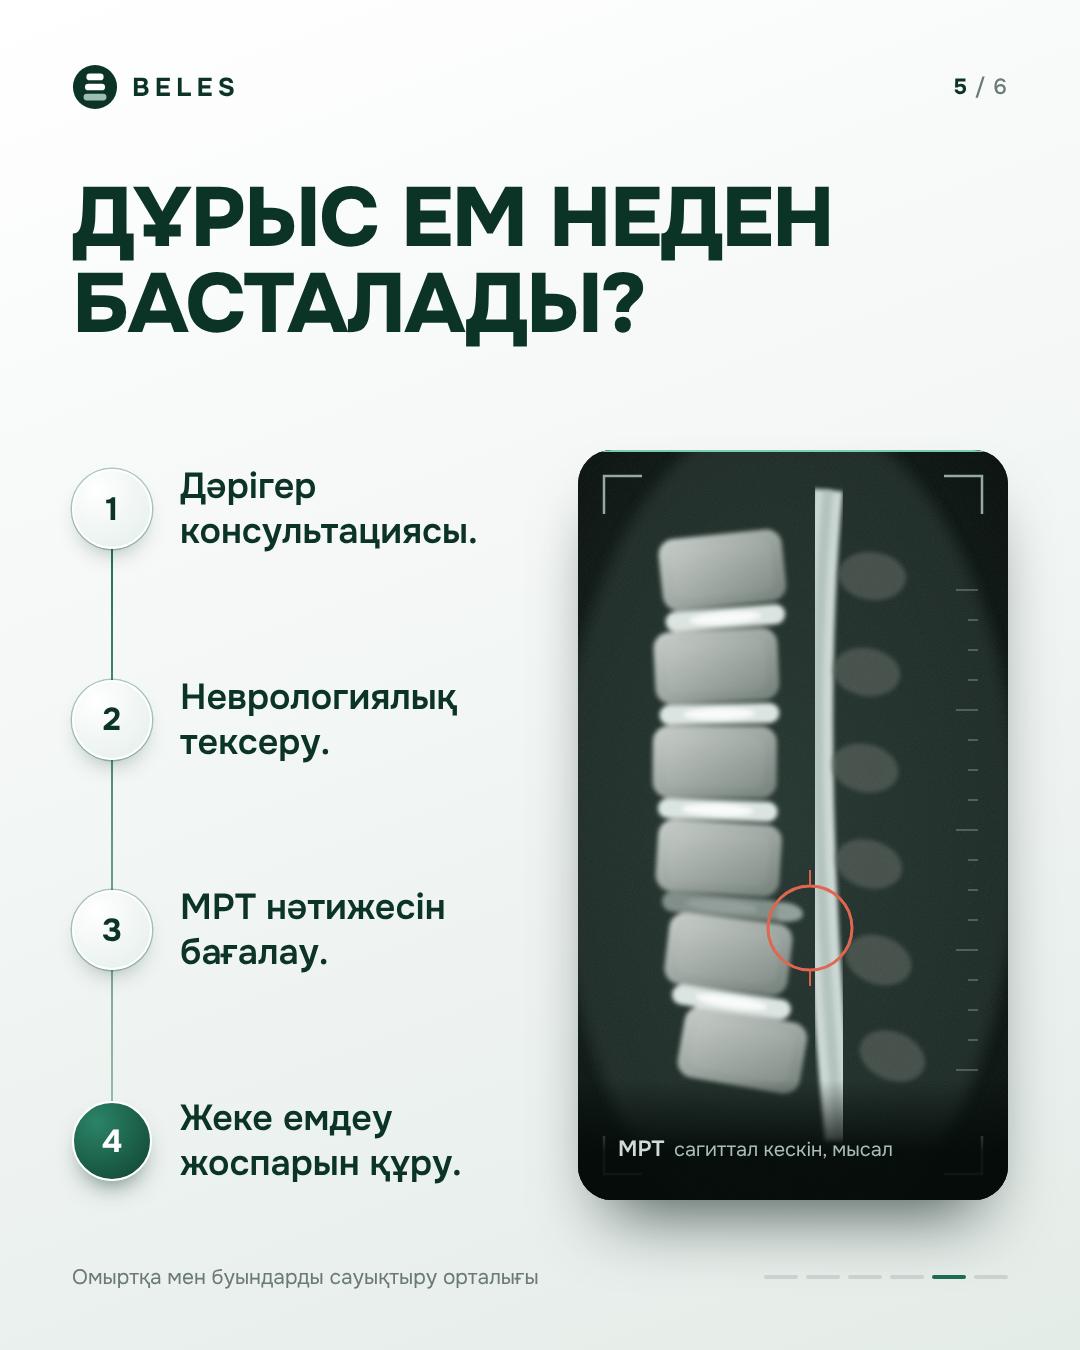 BELES
5 / 6
ДҰРЫС ЕМ НЕДЕН
БАСТАЛАДЫ?
1
Дәрігер
консультациясы.
2
Неврологиялық
тексеру.
3
МРТ нәтижесін
бағалау.
4
Жеке емдеу
жоспарын құру.
МРТ сагиттал кескін, мысал
Омыртқа мен буындарды сауықтыру орталығы